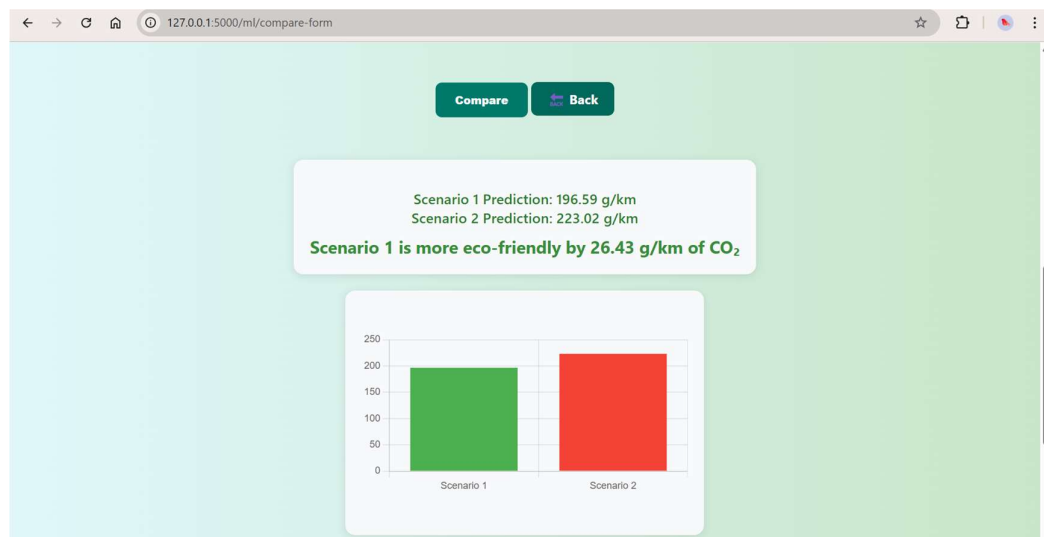 127.0.0.1:5000/ml/compare-form
Compare
BACK Back
Scenario 1 Prediction: 196.59 g/km
Scenario 2 Prediction: 223.02 g/km
Scenario 1 is more eco-friendly by 26.43 g/km of CO₂
250
200
150
100
50
0
Scenario 1 Scenario 2